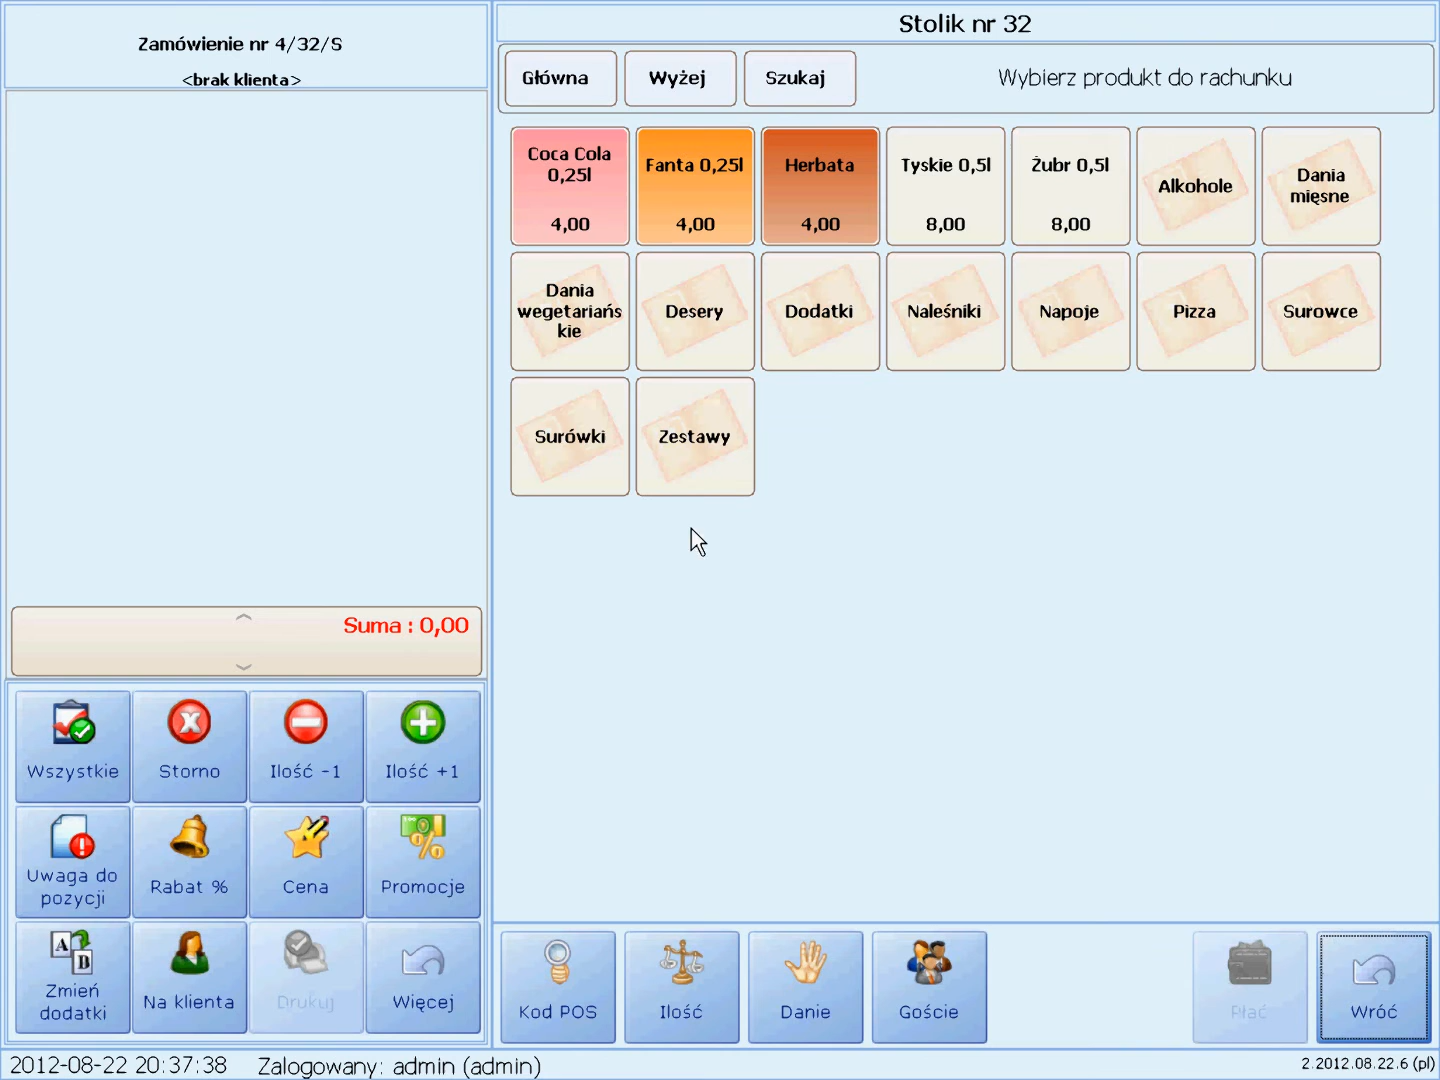 Zamówienie nr 4/32/S
<brak klienta>
Stolik nr 32
Główna
Wyżej
Szukaj
Wybierz produkt do rachunku
Coca Cola
0,25l
4,00
Fanta 0,25l
4,00
Herbata
4,00
Tyskie 0,5l
8,00
Żubr 0,5l
8,00
Alkohole
Dania
mięsne
Dania
wegetariańs
kie
Desery
Dodatki
Naleśniki
Napoje
Pizza
Surowce
Surówki
Zestawy
Suma : 0,00
Wszystkie
Storno
Ilość -1
Ilość +1
Uwaga do
pozycji
Rabat %
Cena
Promocje
Zmień
dodatki
Na klienta
Drukuj
Więcej
Kod POS
Ilość
Danie
Goście
Płać
Wróć
2012-08-22 20:37:38
Zalogowany: admin (admin)
2.2012.08.22.6 (pl)